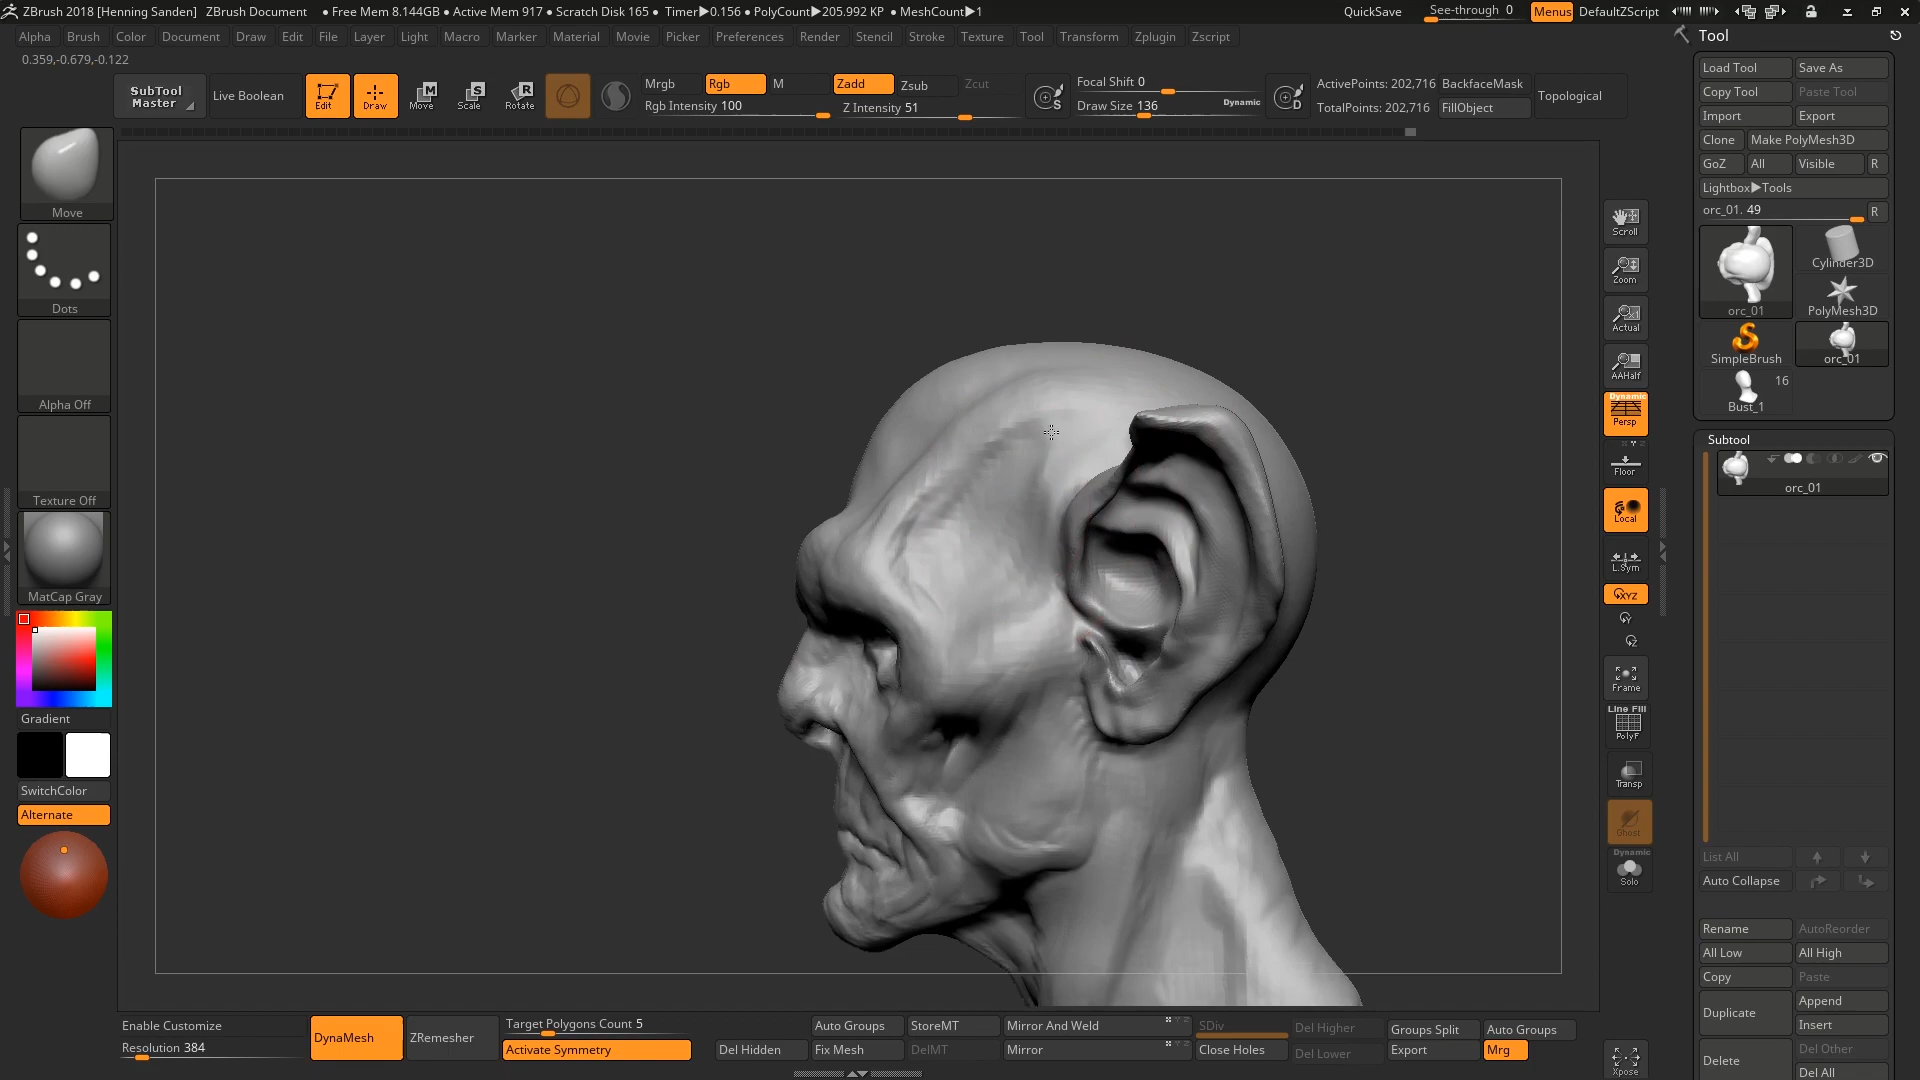 ZBrush 2018 [Henning Sanden] ZBrush Document • Free Mem 8.144GB • Active Mem 917 • Scratch Disk 165 • Timer▶0.156 • PolyCount▶205.992 KP • MeshCount▶1 QuickSave See-through 0 Menus DefaultZScript
Alpha Brush Color Document Draw Edit File Layer Light Macro Marker Material Movie Picker Preferences Render Stencil Stroke Texture Tool Transform Zplugin Zscript
0.359,-0.679,-0.122
SubTool Master
Live Boolean
Edit
Draw
Move
Scale
Rotate
Mrgb Rgb M Zadd Zsub Zcut
Rgb Intensity 100 Z Intensity 51
S
Focal Shift 0
Draw Size 136 Dynamic
D
ActivePoints: 202,716 BackfaceMask
TotalPoints: 202,716 FillObject
Topological
Move
Dots
Alpha Off
Texture Off
MatCap Gray
Gradient
SwitchColor
Alternate
Scroll
Zoom
Actual
AAHalf
Dynamic
Persp
Floor
Local
L.Sym
XYZ
Y
Z
Frame
Line Fill
PolyF
Transp
Ghost
Dynamic
Solo
Xpose
Tool
Load Tool Save As
Copy Tool Paste Tool
Import Export
Clone Make PolyMesh3D
GoZ All Visible R
Lightbox▶Tools
orc_01. 49 R
orc_01
Cylinder3D
PolyMesh3D
SimpleBrush
orc_01
16
Bust_1
Subtool
orc_01
List All
Auto Collapse
Rename AutoReorder
All Low All High
Copy Paste
Duplicate
Append
Insert
Delete
Del Other
Del All
Enable Customize
Resolution 384
DynaMesh
ZRemesher
Target Polygons Count 5
Activate Symmetry
Del Hidden
Auto Groups
Fix Mesh
StoreMT
DelMT
Mirror And Weld
Mirror
SDiv
Close Holes
Del Higher
Del Lower
Groups Split
Export
Auto Groups
Mrg